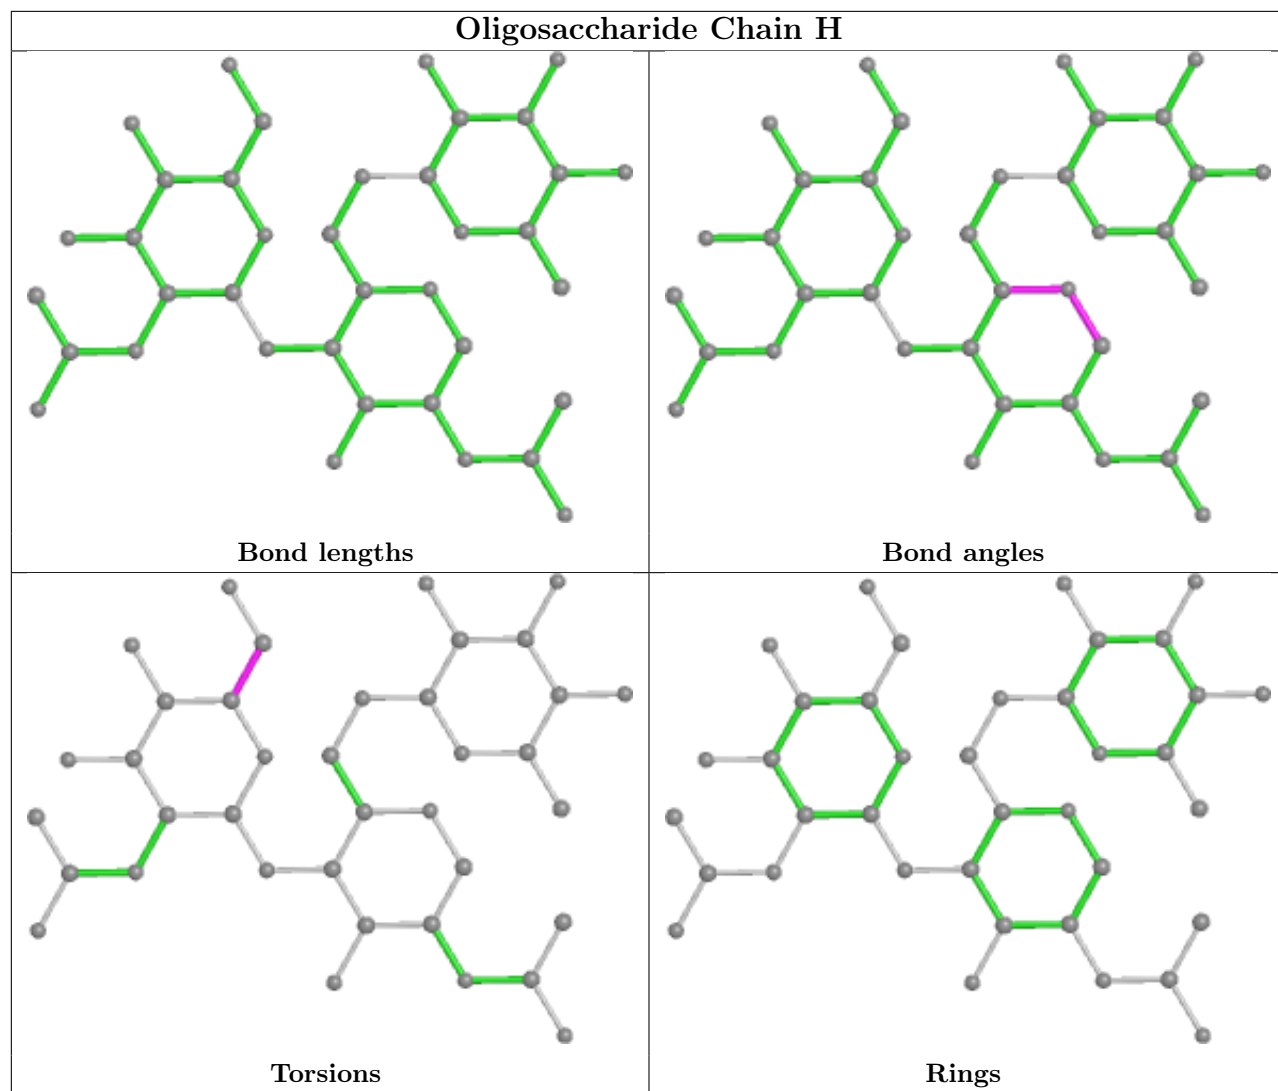 Oligosaccharide Chain H
Bond lengths
Bond angles
Torsions
Rings